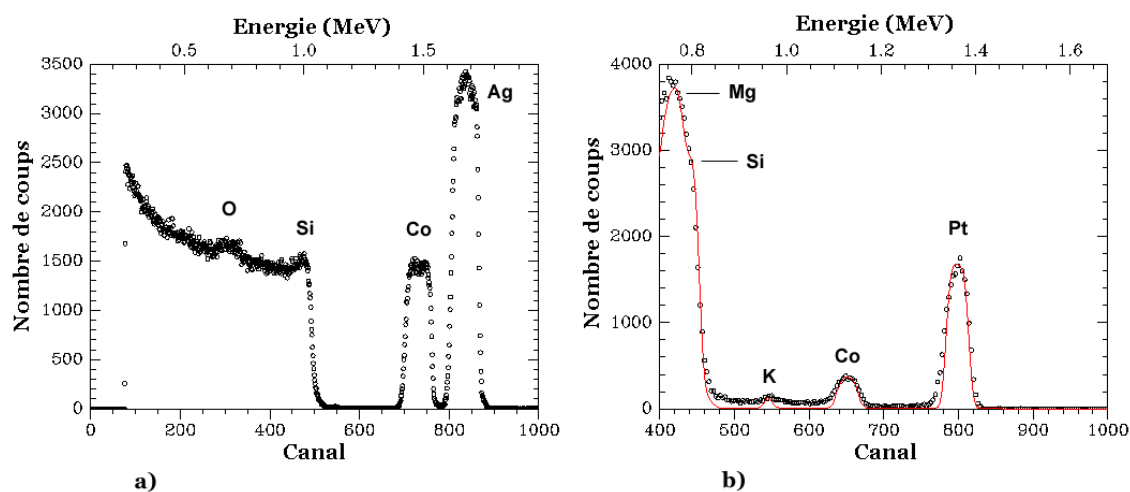 Energie (MeV)
0.5 1.0 1.5
3500
3000
2500
2000
1500
1000
500
0
Nombre de coups
O
Si
Co
Ag
0 200 400 600 800 1000
Canal
a)
Energie (MeV)
0.8 1.0 1.2 1.4 1.6
4000
3000
2000
1000
0
Nombre de coups
Mg
Si
K
Co
Pt
400 500 600 700 800 900 1000
Canal
b)